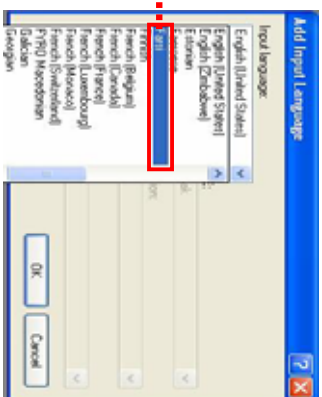 Add Input Language
Input language:
English (United States)
English (United States)
English (Zimbabwe)
Estonian
Faeroese
Farsi
Finnish
French (Belgium)
French (Canada)
French (France)
French (Luxembourg)
French (Monaco)
French (Switzerland)
FYRO Macedonian
Galician
Georgian
OK
Cancel